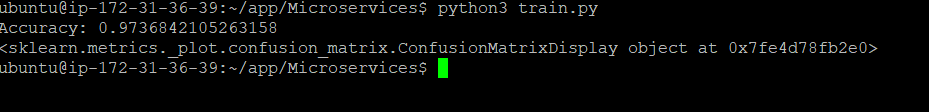 ubuntu@ip-172-31-36-39:~/app/Microservices$ python3 train.py
Accuracy: 0.9736842105263158
<sklearn.metrics._plot.confusion_matrix.ConfusionMatrixDisplay object at 0x7fe4d78fb2e0>
ubuntu@ip-172-31-36-39:~/app/Microservices$